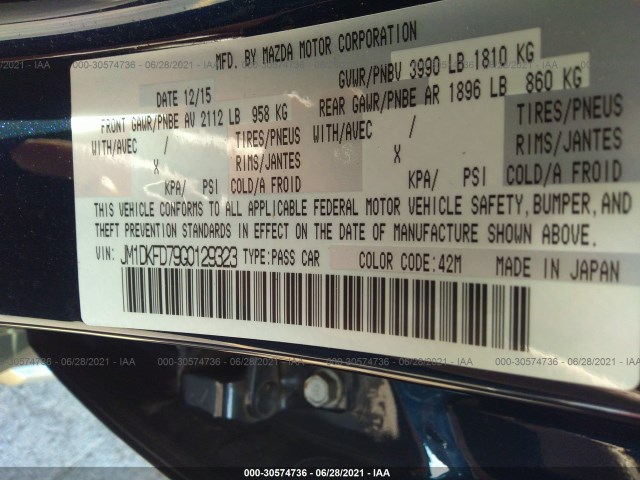 MFD. BY MAZDA MOTOR CORPORATION
DATE 12/15 GVWR/PNBV 3990 LB 1810 KG
FRONT GAWR/PNBE AV 2112 LB 958 KG REAR GAWR/PNBE AR 1896 LB 860 KG
WITH/AVEC / TIRES/PNEUS WITH/AVEC / TIRES/PNEUS
X RIMS/JANTES X RIMS/JANTES
KPA/ PSI COLD/A FROID KPA/ PSI COLD/A FROID
THIS VEHICLE CONFORMS TO ALL APPLICABLE FEDERAL MOTOR VEHICLE SAFETY, BUMPER, AND
THEFT PREVENTION STANDARDS IN EFFECT ON THE DATE OF MANUFACTURE SHOWN ABOVE.
VIN: JM1DKFD79G0129323 TYPE:PASS CAR COLOR CODE:42M MADE IN JAPAN
000-30574736 - 06/28/2021 - IAA